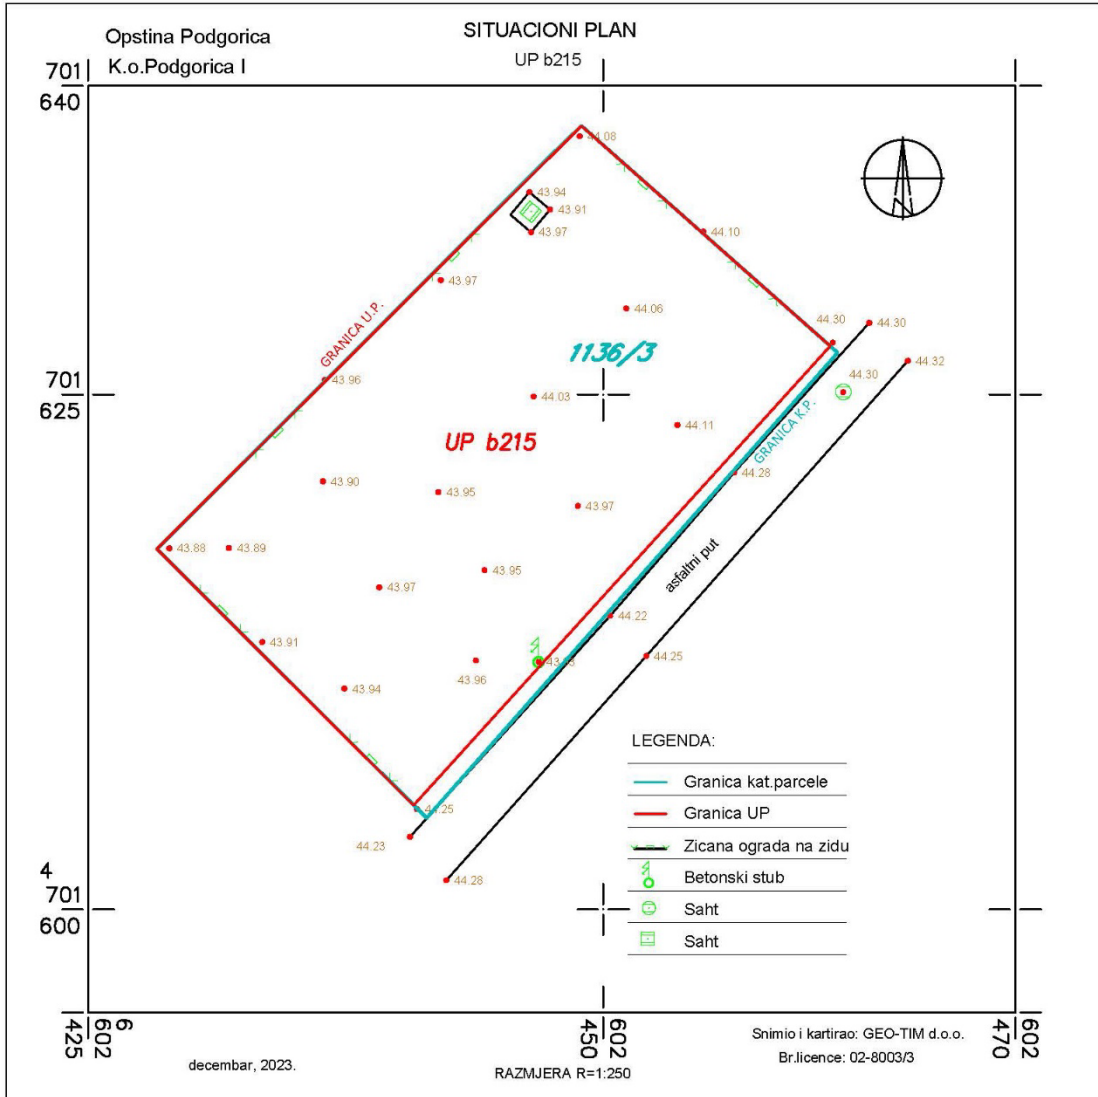 Opstina Podgorica
K.o.Podgorica I
SITUACIONI PLAN
UP b215
701
640
44.08
43.94
43.91
43.97
44.10
43.97
44.06
44.30
44.30
44.32
GRANICA U.P.
1136/3
43.96
701
625
44.03
44.30
44.11
GRANICA K.P.
UP b215
44.28
43.90
43.95
43.97
43.88
43.89
43.95
asfaltni put
43.97
44.22
43.91
43.96
44.25
43.94
LEGENDA:
Granica kat.parcele
Granica UP
Zicana ograda na zidu
Betonski stub
Saht
Saht
44.25
44.23
44.28
4
701
600
6
602
425
602
450
602
470
decembar, 2023.
RAZMJERA R=1:250
Snimio i kartirao: GEO-TIM d.o.o.
Br.licence: 02-8003/3